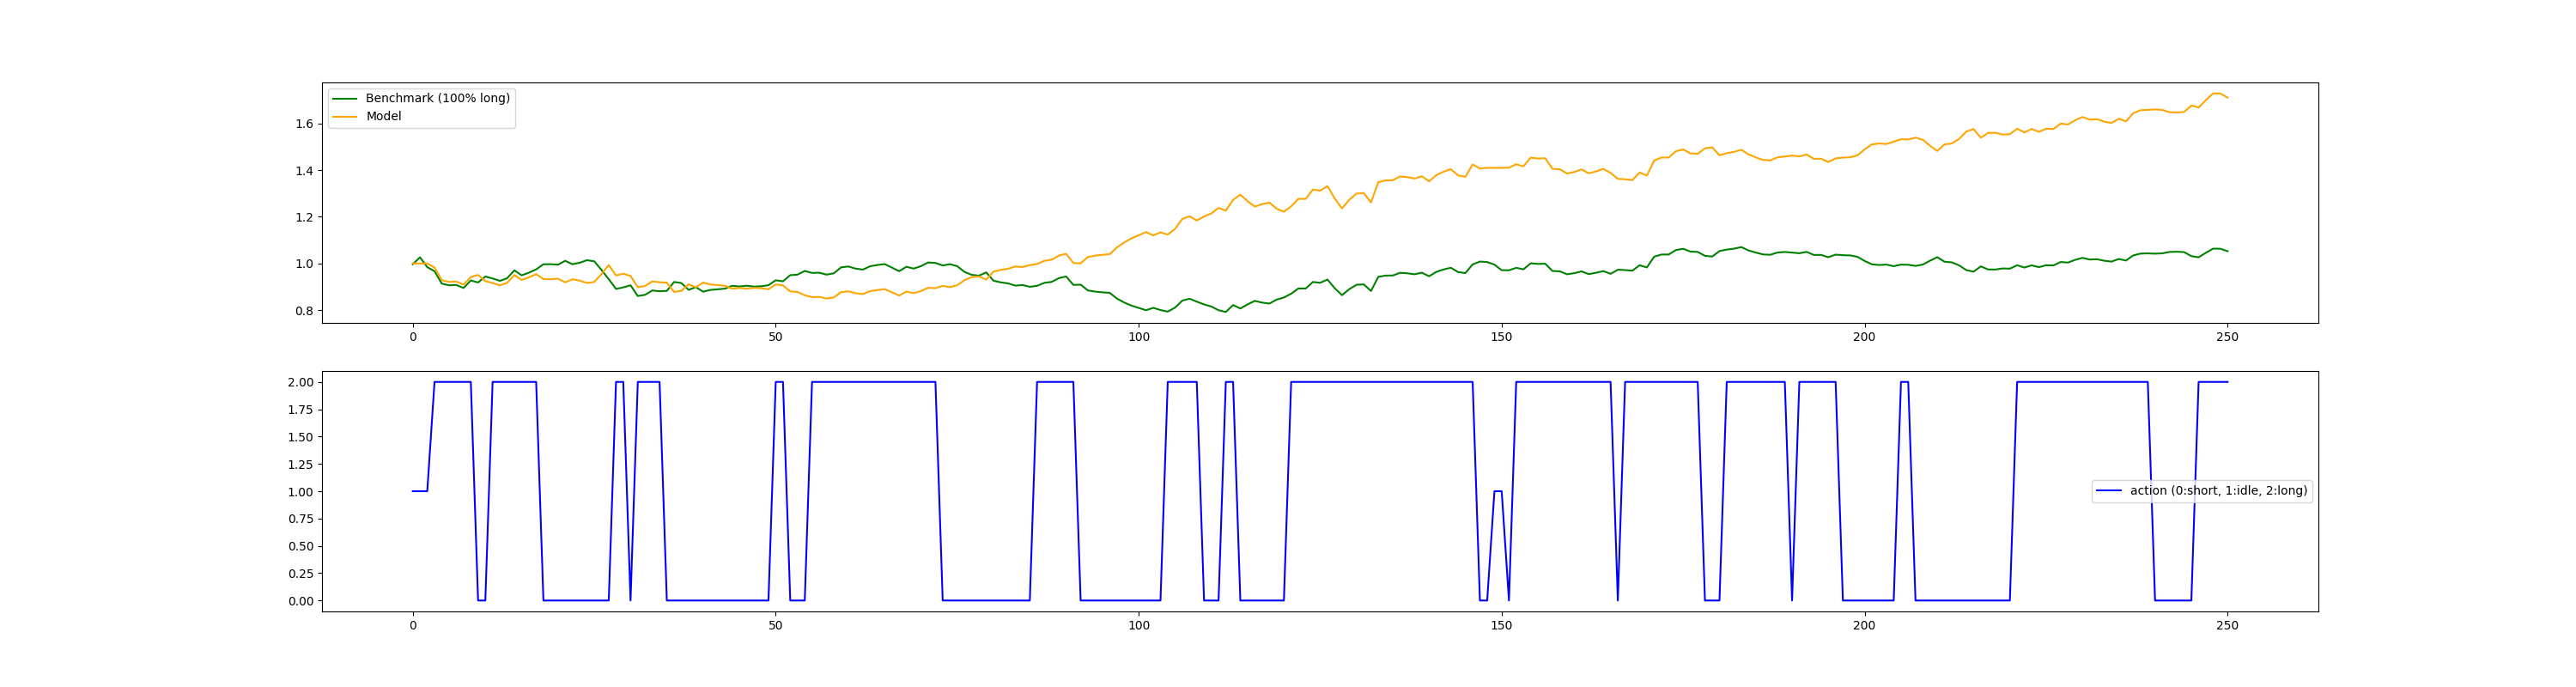 Benchmark (100% long)
Model
1.6
1.4
1.2
1.0
0.8
0 50 100 150 200 250
2.00
1.75
1.50
1.25
1.00
0.75
0.50
0.25
0.00
action (0:short, 1:idle, 2:long)
0 50 100 150 200 250